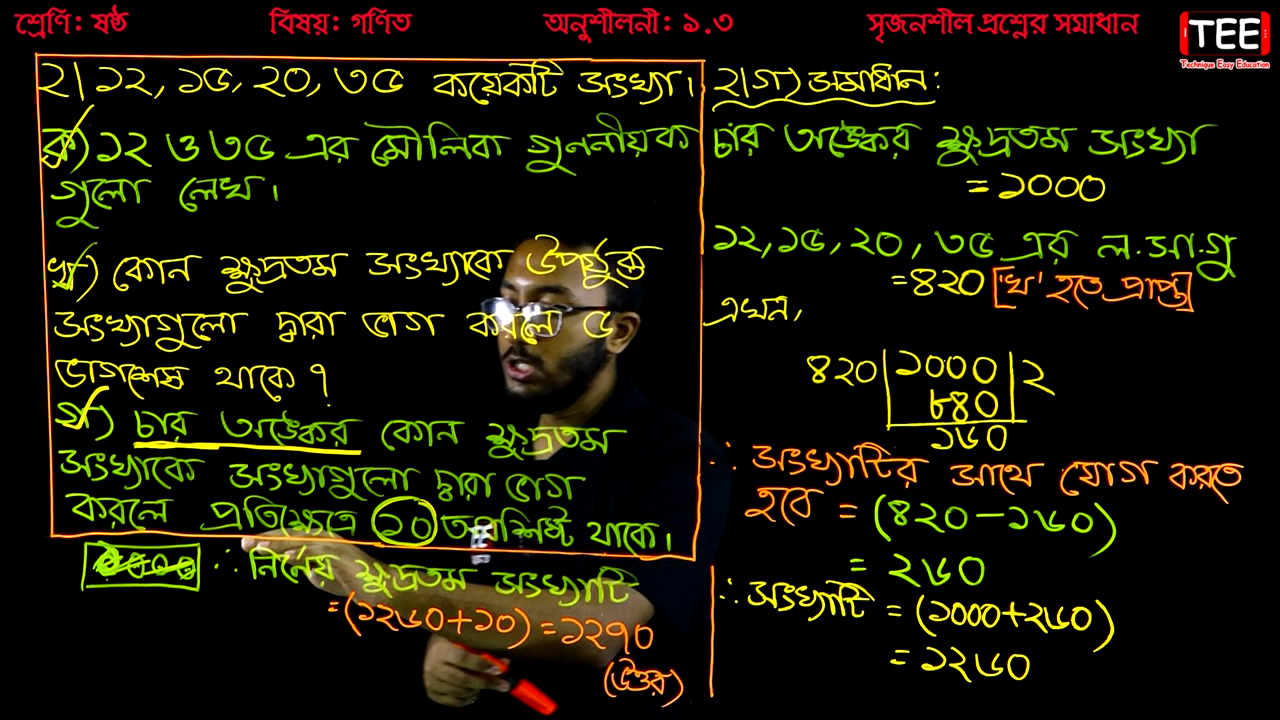 শ্রেণি: ষষ্ঠ বিষয়: গণিত অনুশীলনী: ১.৩ সৃজনশীল প্রশ্নের সমাধান
TEE
Technique Easy Education
২। ১২, ১৫, ২০, ৩৫ কয়েকটি সংখ্যা।
ক) ১২ ও ৩৫ এর মৌলিক গুননীয়ক
গুলো লেখ।
খ) কোন ক্ষুদ্রতম সংখ্যাকে উপর্যুক্ত
সংখ্যাগুলো দ্বারা ভাগ করলে ৫
ভাগশেষ থাকে?
গ) চার অঙ্কের কোন ক্ষুদ্রতম
সংখ্যাকে সংখ্যাগুলো দ্বারা ভাগ
করলে প্রতিক্ষেত্রে ১০ অবশিষ্ট থাকে।
∴ নির্ণেয় ক্ষুদ্রতম সংখ্যাটি
= (১২৬০+১০) = ১২৭০
(উত্তর)
২।গ) সমাধান:
চার অঙ্কের ক্ষুদ্রতম সংখ্যা
= ১০০০
১২, ১৫, ২০, ৩৫ এর ল.সা.গু
= ৪২০ ['খ' হতে প্রাপ্ত]
এখন,
৪২০ | ১০০০ | ২
৮৪০
১৬০
∴ সংখ্যাটির সাথে যোগ করতে
হবে = (৪২০ - ১৬০)
= ২৬০
∴ সংখ্যাটি = (১০০০+২৬০)
= ১২৬০